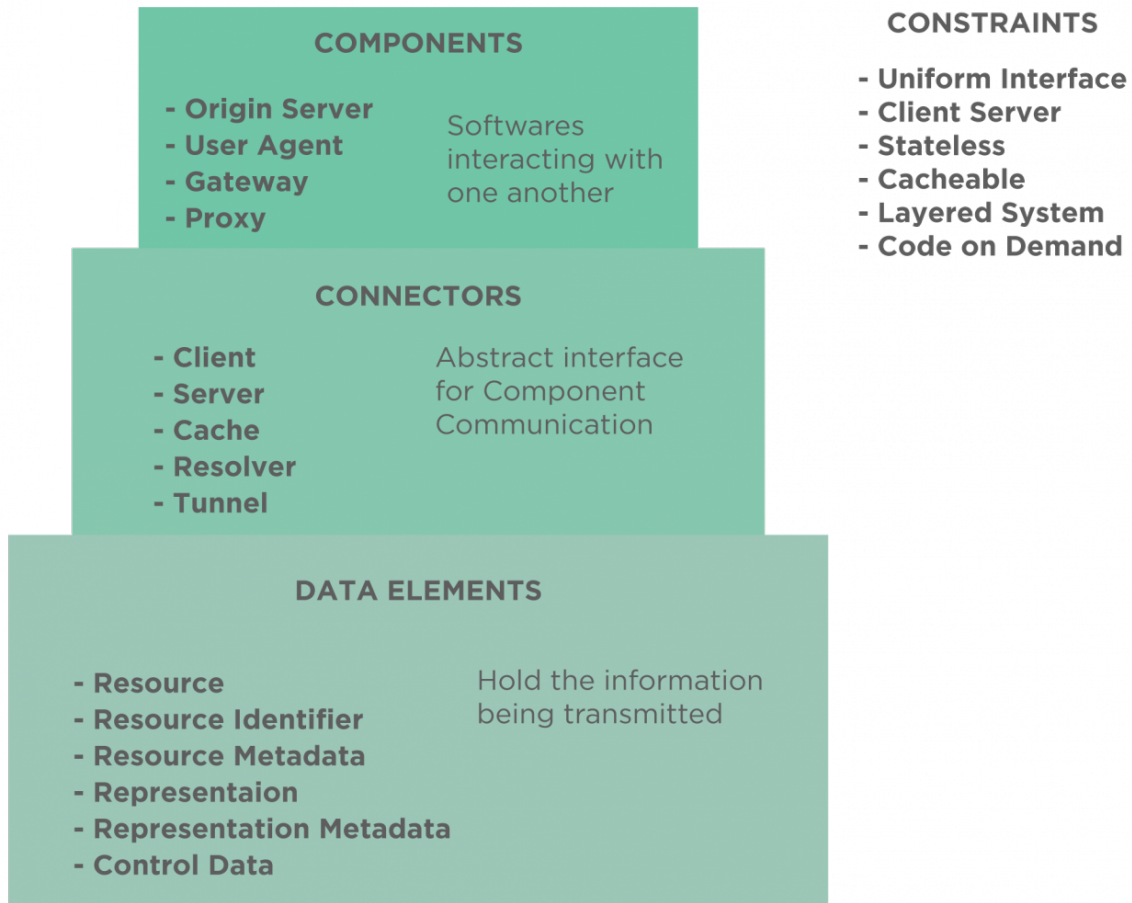 COMPONENTS
- Origin Server
- User Agent
- Gateway
- Proxy
Softwares
interacting with
one another
CONNECTORS
- Client
- Server
- Cache
- Resolver
- Tunnel
Abstract interface
for Component
Communication
DATA ELEMENTS
- Resource
- Resource Identifier
- Resource Metadata
- Representaion
- Representation Metadata
- Control Data
Hold the information
being transmitted
CONSTRAINTS
- Uniform Interface
- Client Server
- Stateless
- Cacheable
- Layered System
- Code on Demand